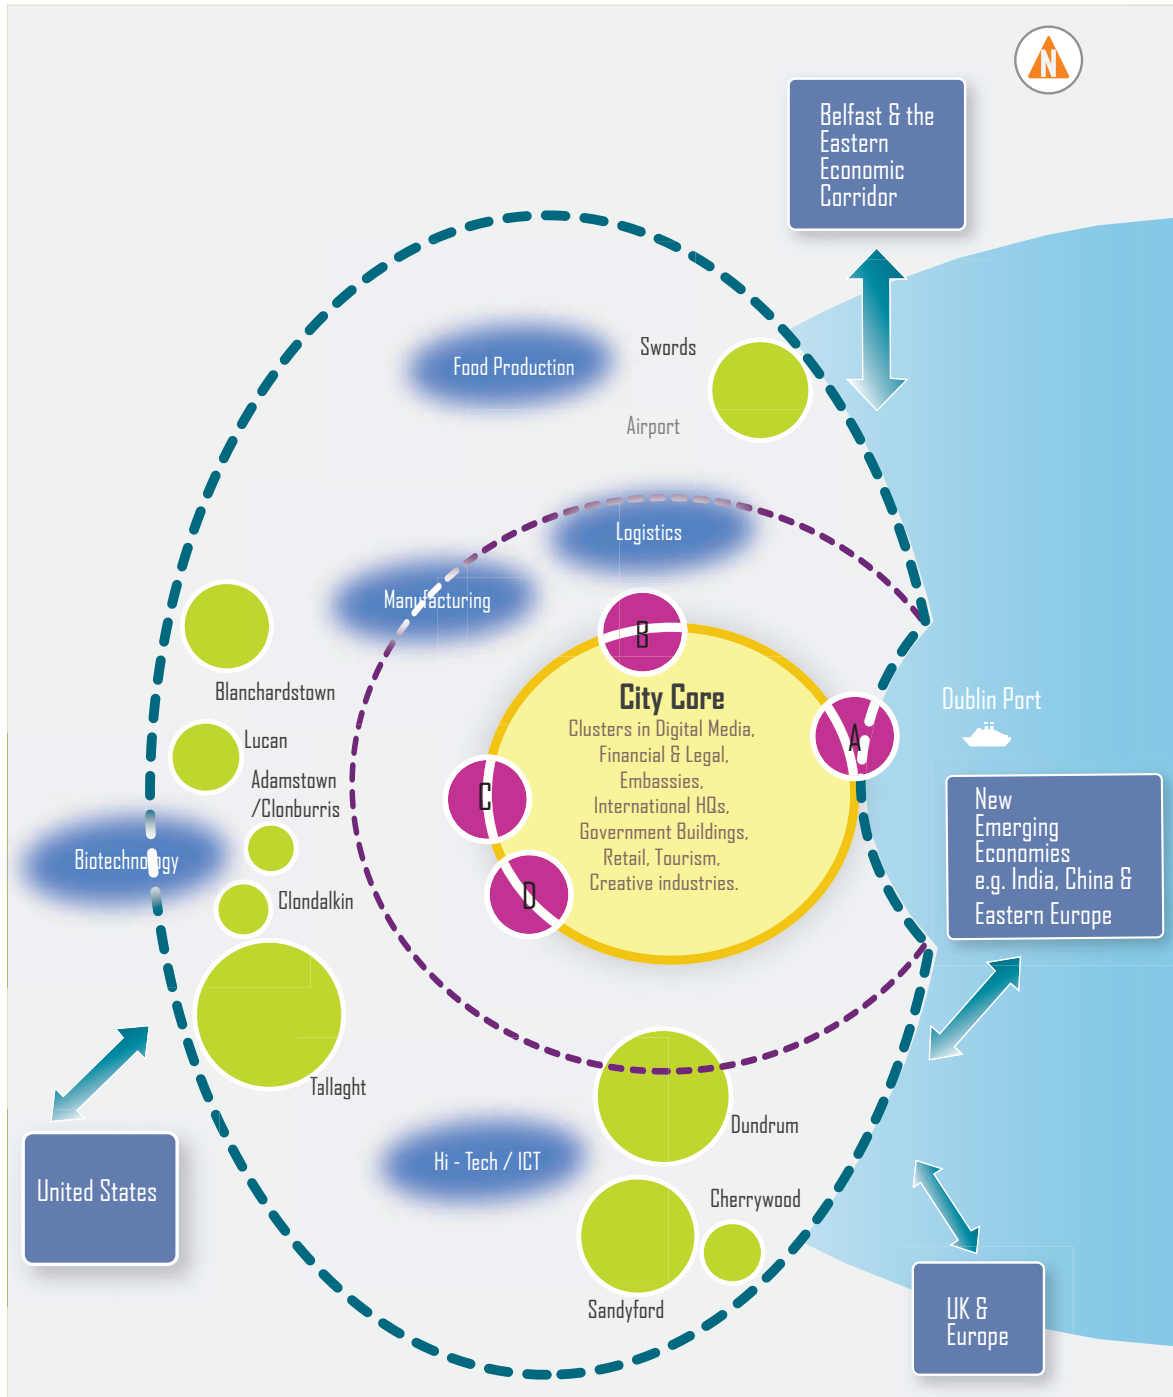 N
Belfast & the
Eastern
Economic
Corridor
Swords
Food Production
Airport
Logistics
Manufacturing
B
Blanchardstown
City Core
Clusters in Digital Media,
Financial & Legal,
Embassies,
International HQs,
Government Buildings,
Retail, Tourism,
Creative industries.
A
Dublin Port
Lucan
Adamstown
/Clonburris
C
New
Emerging
Economies
e.g. India, China &
Eastern Europe
Biotechnology
D
Clondalkin
Tallaght
Dundrum
Hi - Tech / ICT
United States
Cherrywood
Sandyford
UK &
Europe